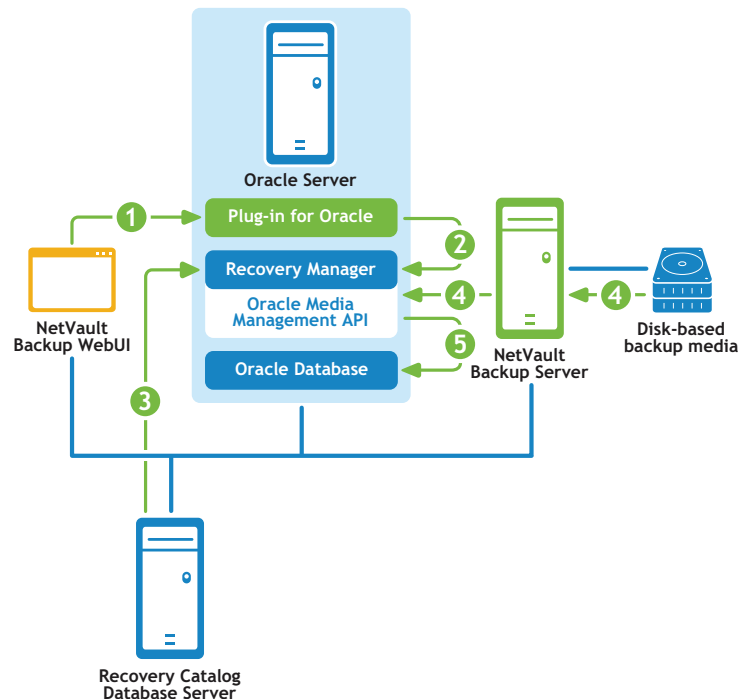 Oracle Server
1
Plug-in for Oracle
2
Recovery Manager
Oracle Media
Management API
4
4
NetVault
Backup WebUI
NetVault
Backup Server
Disk-based
backup media
5
Oracle Database
3
Recovery Catalog
Database Server